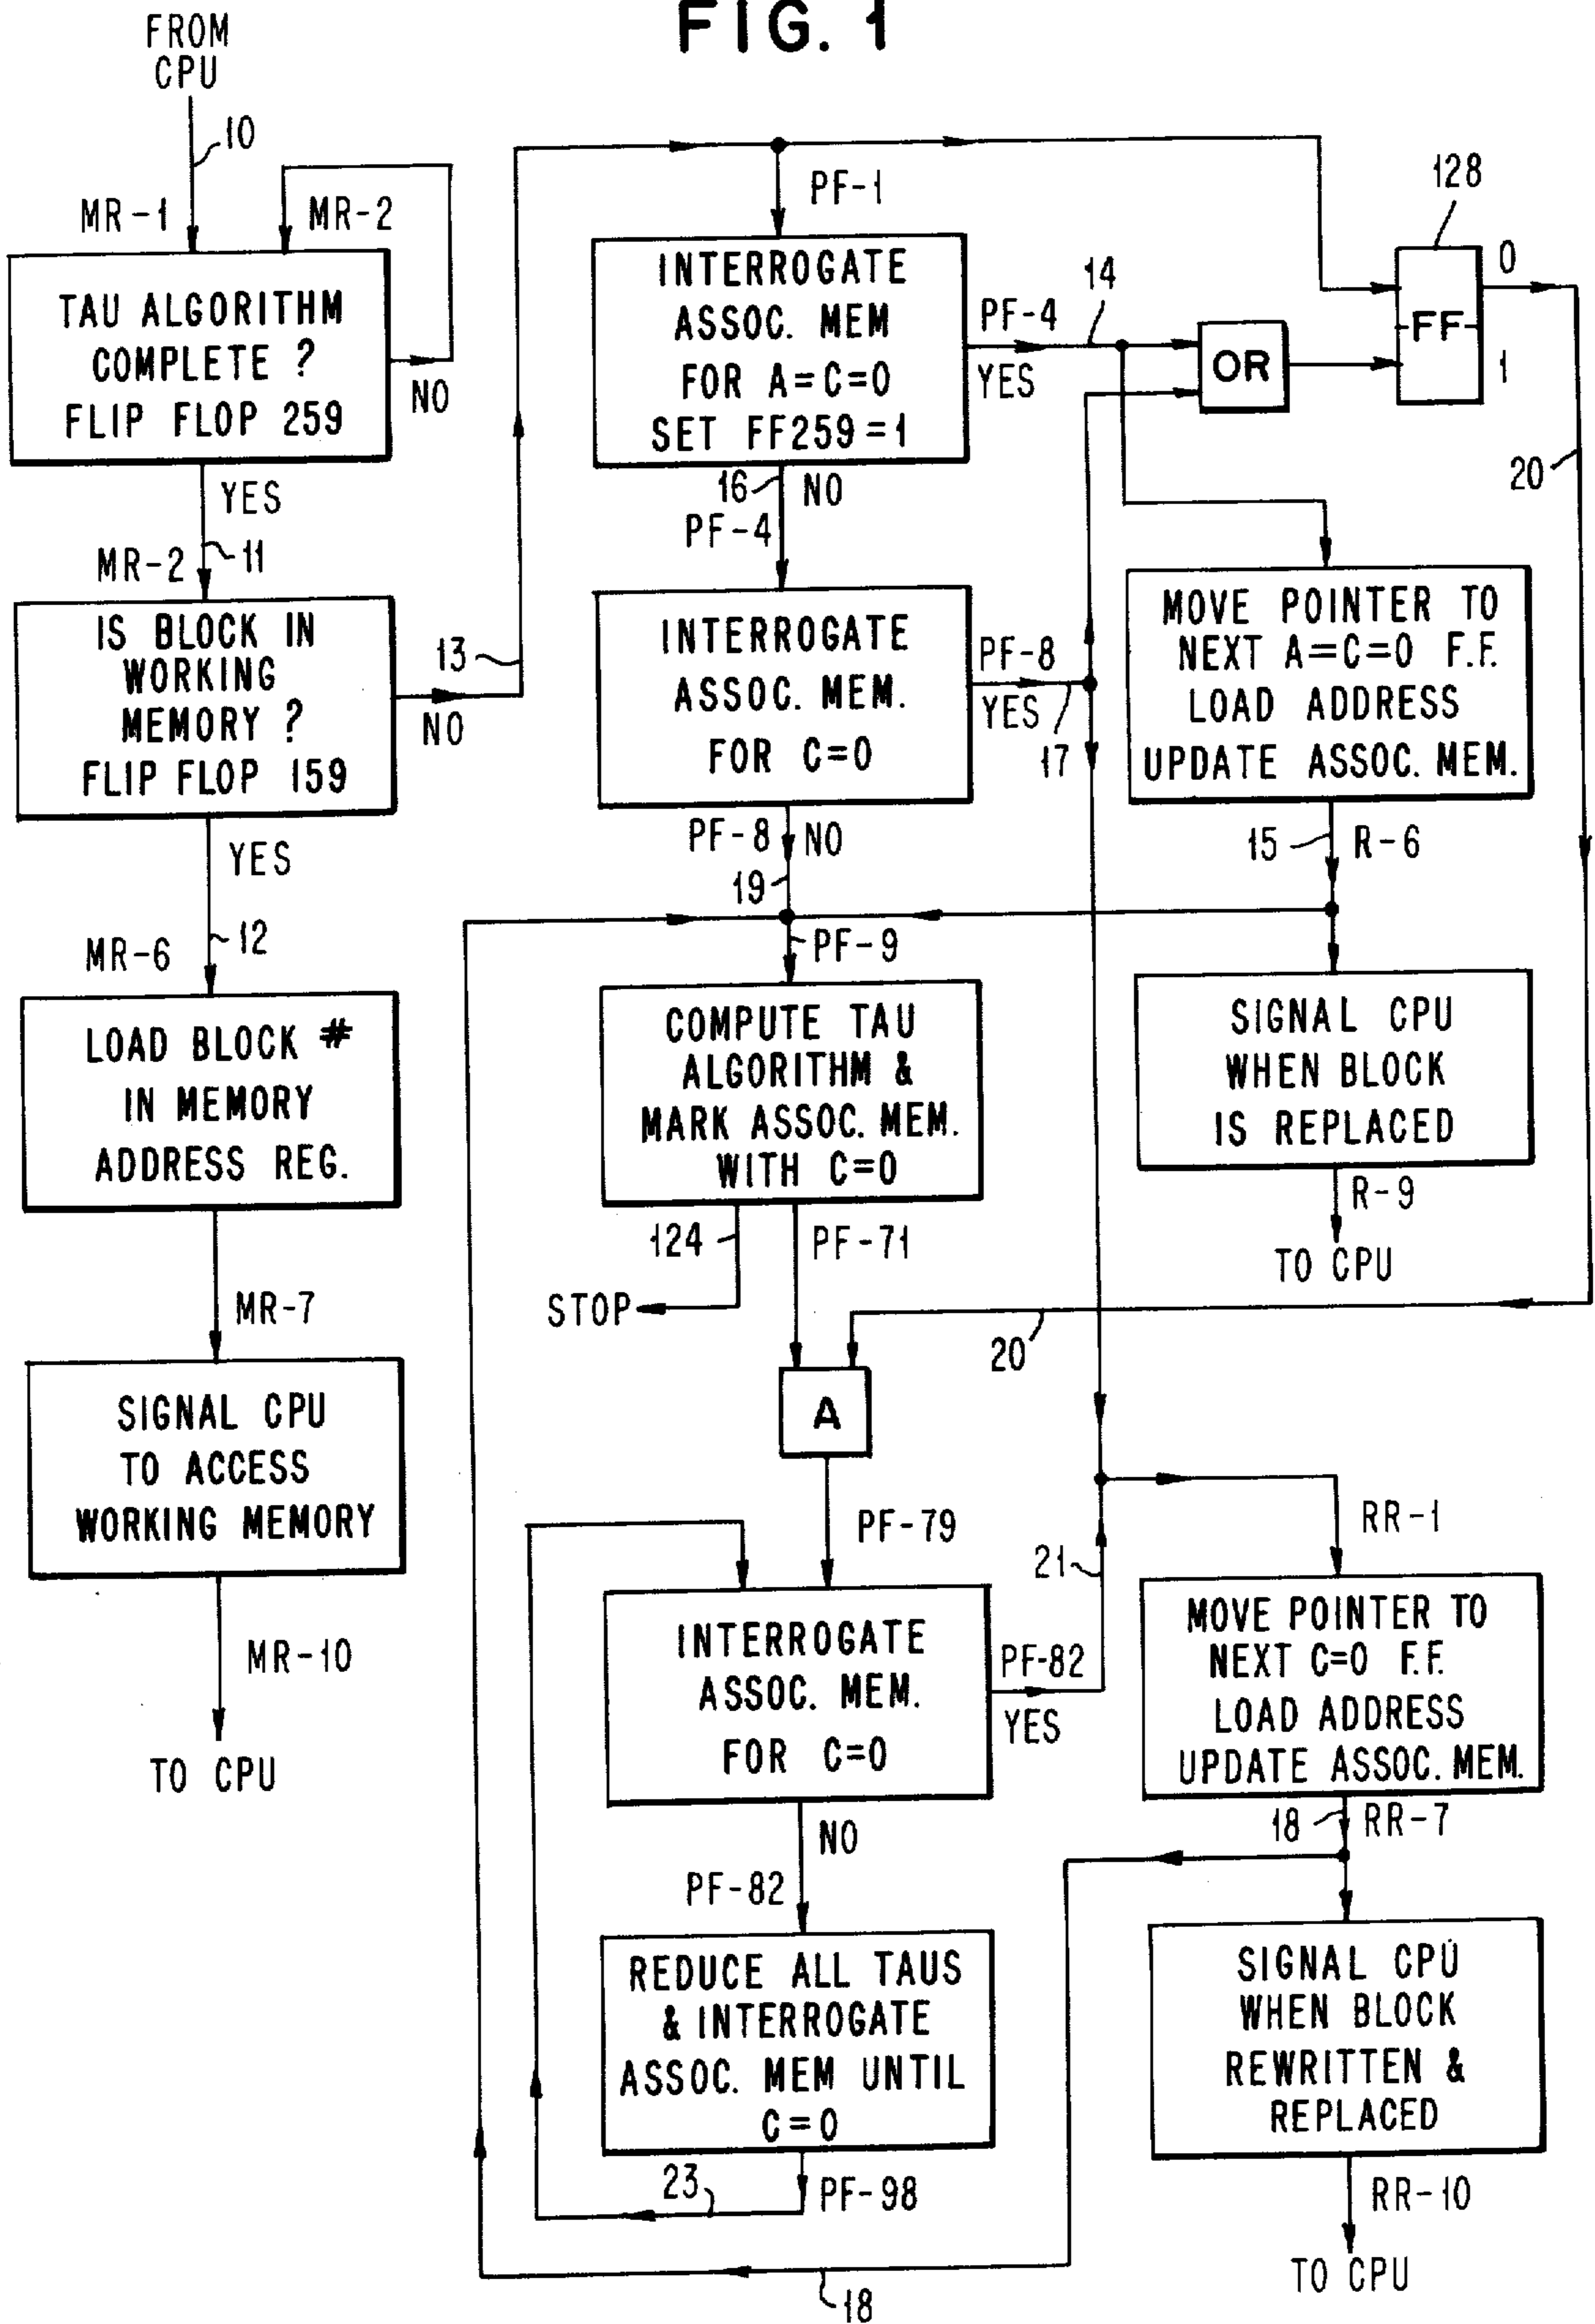 FIG. 1
FROM
CPU
10
MR-1
MR-2
TAU ALGORITHM
COMPLETE ?
FLIP FLOP 259
NO
YES
11
MR-2
IS BLOCK IN
WORKING
MEMORY ?
FLIP FLOP 159
13
NO
YES
12
MR-6
LOAD BLOCK #
IN MEMORY
ADDRESS REG.
MR-7
SIGNAL CPU
TO ACCESS
WORKING MEMORY
MR-10
TO CPU
PF-1
INTERROGATE
ASSOC. MEM
FOR A=C=0
SET FF259=1
PF-4
YES
14
16
NO
PF-4
INTERROGATE
ASSOC. MEM.
FOR C=0
PF-8
YES
17
PF-8
NO
19
PF-9
COMPUTE TAU
ALGORITHM &
MARK ASSOC. MEM.
WITH C=0
124
STOP
PF-71
A
PF-79
INTERROGATE
ASSOC. MEM.
FOR C=0
PF-82
YES
21
NO
PF-82
REDUCE ALL TAUS
& INTERROGATE
ASSOC. MEM UNTIL
C=0
23
PF-98
18
OR
128
FF
0
1
20
MOVE POINTER TO
NEXT A=C=0 F.F.
LOAD ADDRESS
UPDATE ASSOC. MEM.
15
R-6
SIGNAL CPU
WHEN BLOCK
IS REPLACED
R-9
TO CPU
20
RR-1
MOVE POINTER TO
NEXT C=0 F.F.
LOAD ADDRESS
UPDATE ASSOC. MEM.
18
RR-7
SIGNAL CPU
WHEN BLOCK
REWRITTEN &
REPLACED
RR-10
TO CPU